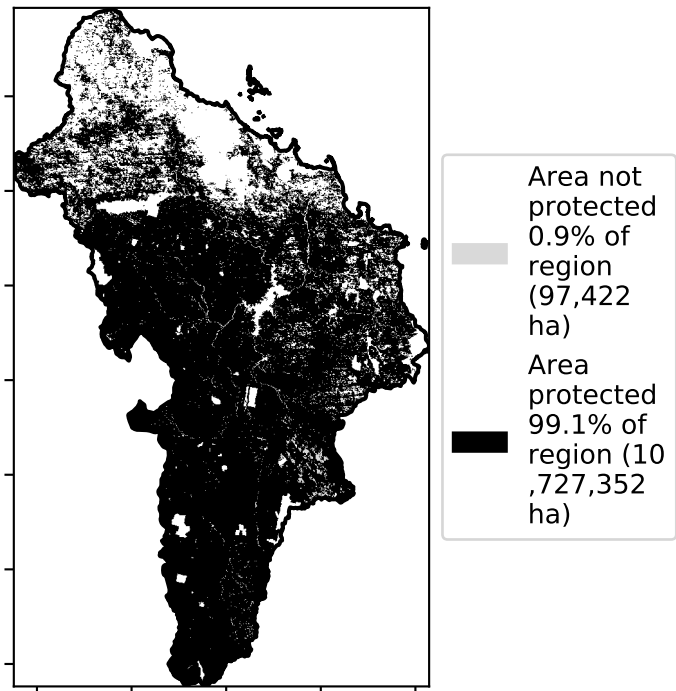 Area not
protected
0.9% of
region
(97,422
ha)
Area
protected
99.1% of
region (10
,727,352
ha)